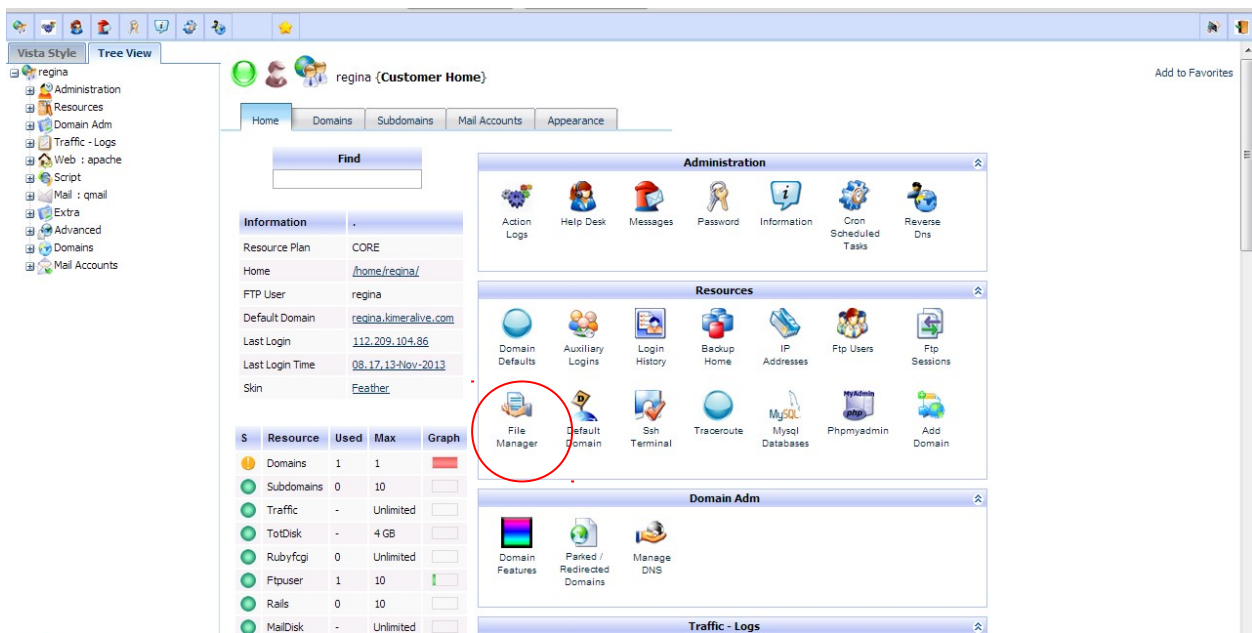 Vista Style Tree View
regina
Administration
Resources
Domain Adm
Traffic - Logs
Web : apache
Script
Mail : qmail
Extra
Advanced
Domains
Mail Accounts
regina {Customer Home}
Add to Favorites
Home Domains Subdomains Mail Accounts Appearance
Find
Information .
Resource Plan CORE
Home /home/regina/
FTP User regina
Default Domain regina.kimeralive.com
Last Login 112.209.104.86
Last Login Time 08.17,13-Nov-2013
Skin Feather
S Resource Used Max Graph
Domains 1 1
Subdomains 0 10
Traffic - Unlimited
TotDisk - 4 GB
Rubyfcgi 0 Unlimited
Ftpuser 1 10
Rails 0 10
MailDisk - Unlimited
Administration
Action Logs
Help Desk
Messages
Password
Information
Cron Scheduled Tasks
Reverse Dns
Resources
Domain Defaults
Auxiliary Logins
Login History
Backup Home
IP Addresses
Ftp Users
Ftp Sessions
File Manager
Default Domain
Ssh Terminal
Traceroute
MySQL
Mysql Databases
MyAdmin
php
Phpmyadmin
Add Domain
Domain Adm
Domain Features
Parked / Redirected Domains
Manage DNS
Traffic - Logs